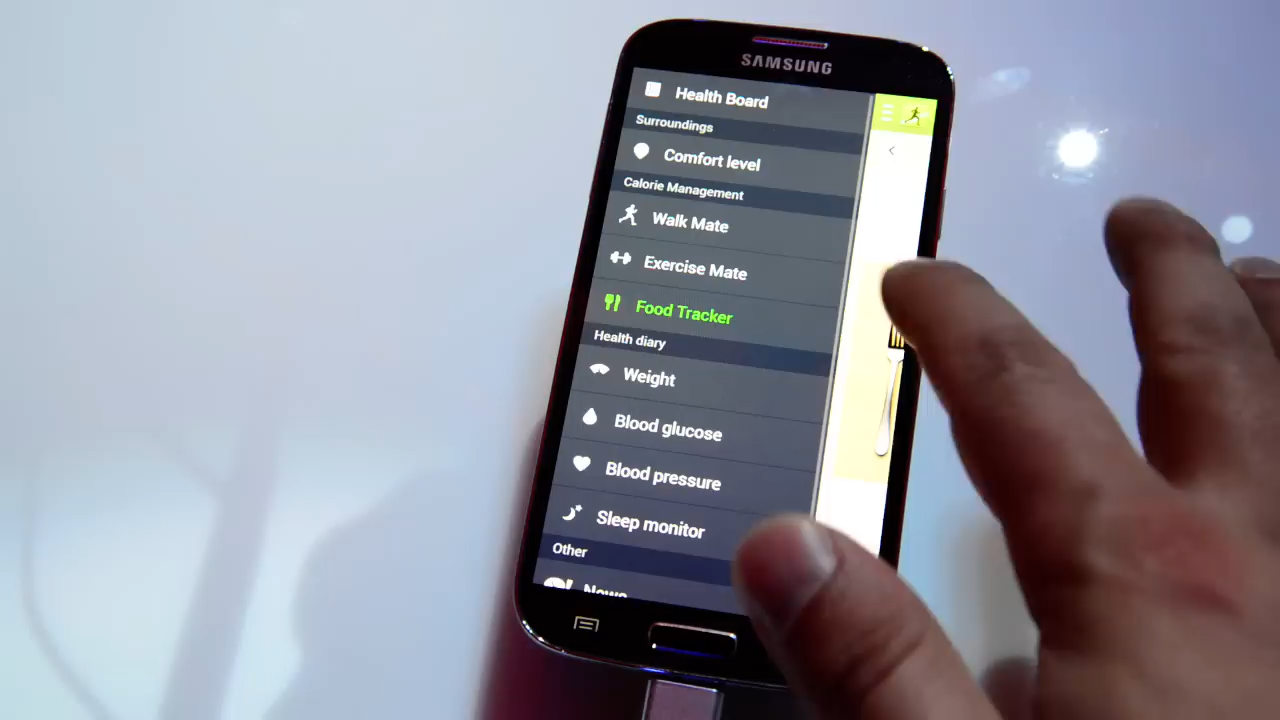 SAMSUNG
Health Board
Surroundings
Comfort level
Calorie Management
Walk Mate
Exercise Mate
Food Tracker
Health diary
Weight
Blood glucose
Blood pressure
Sleep monitor
Other
News